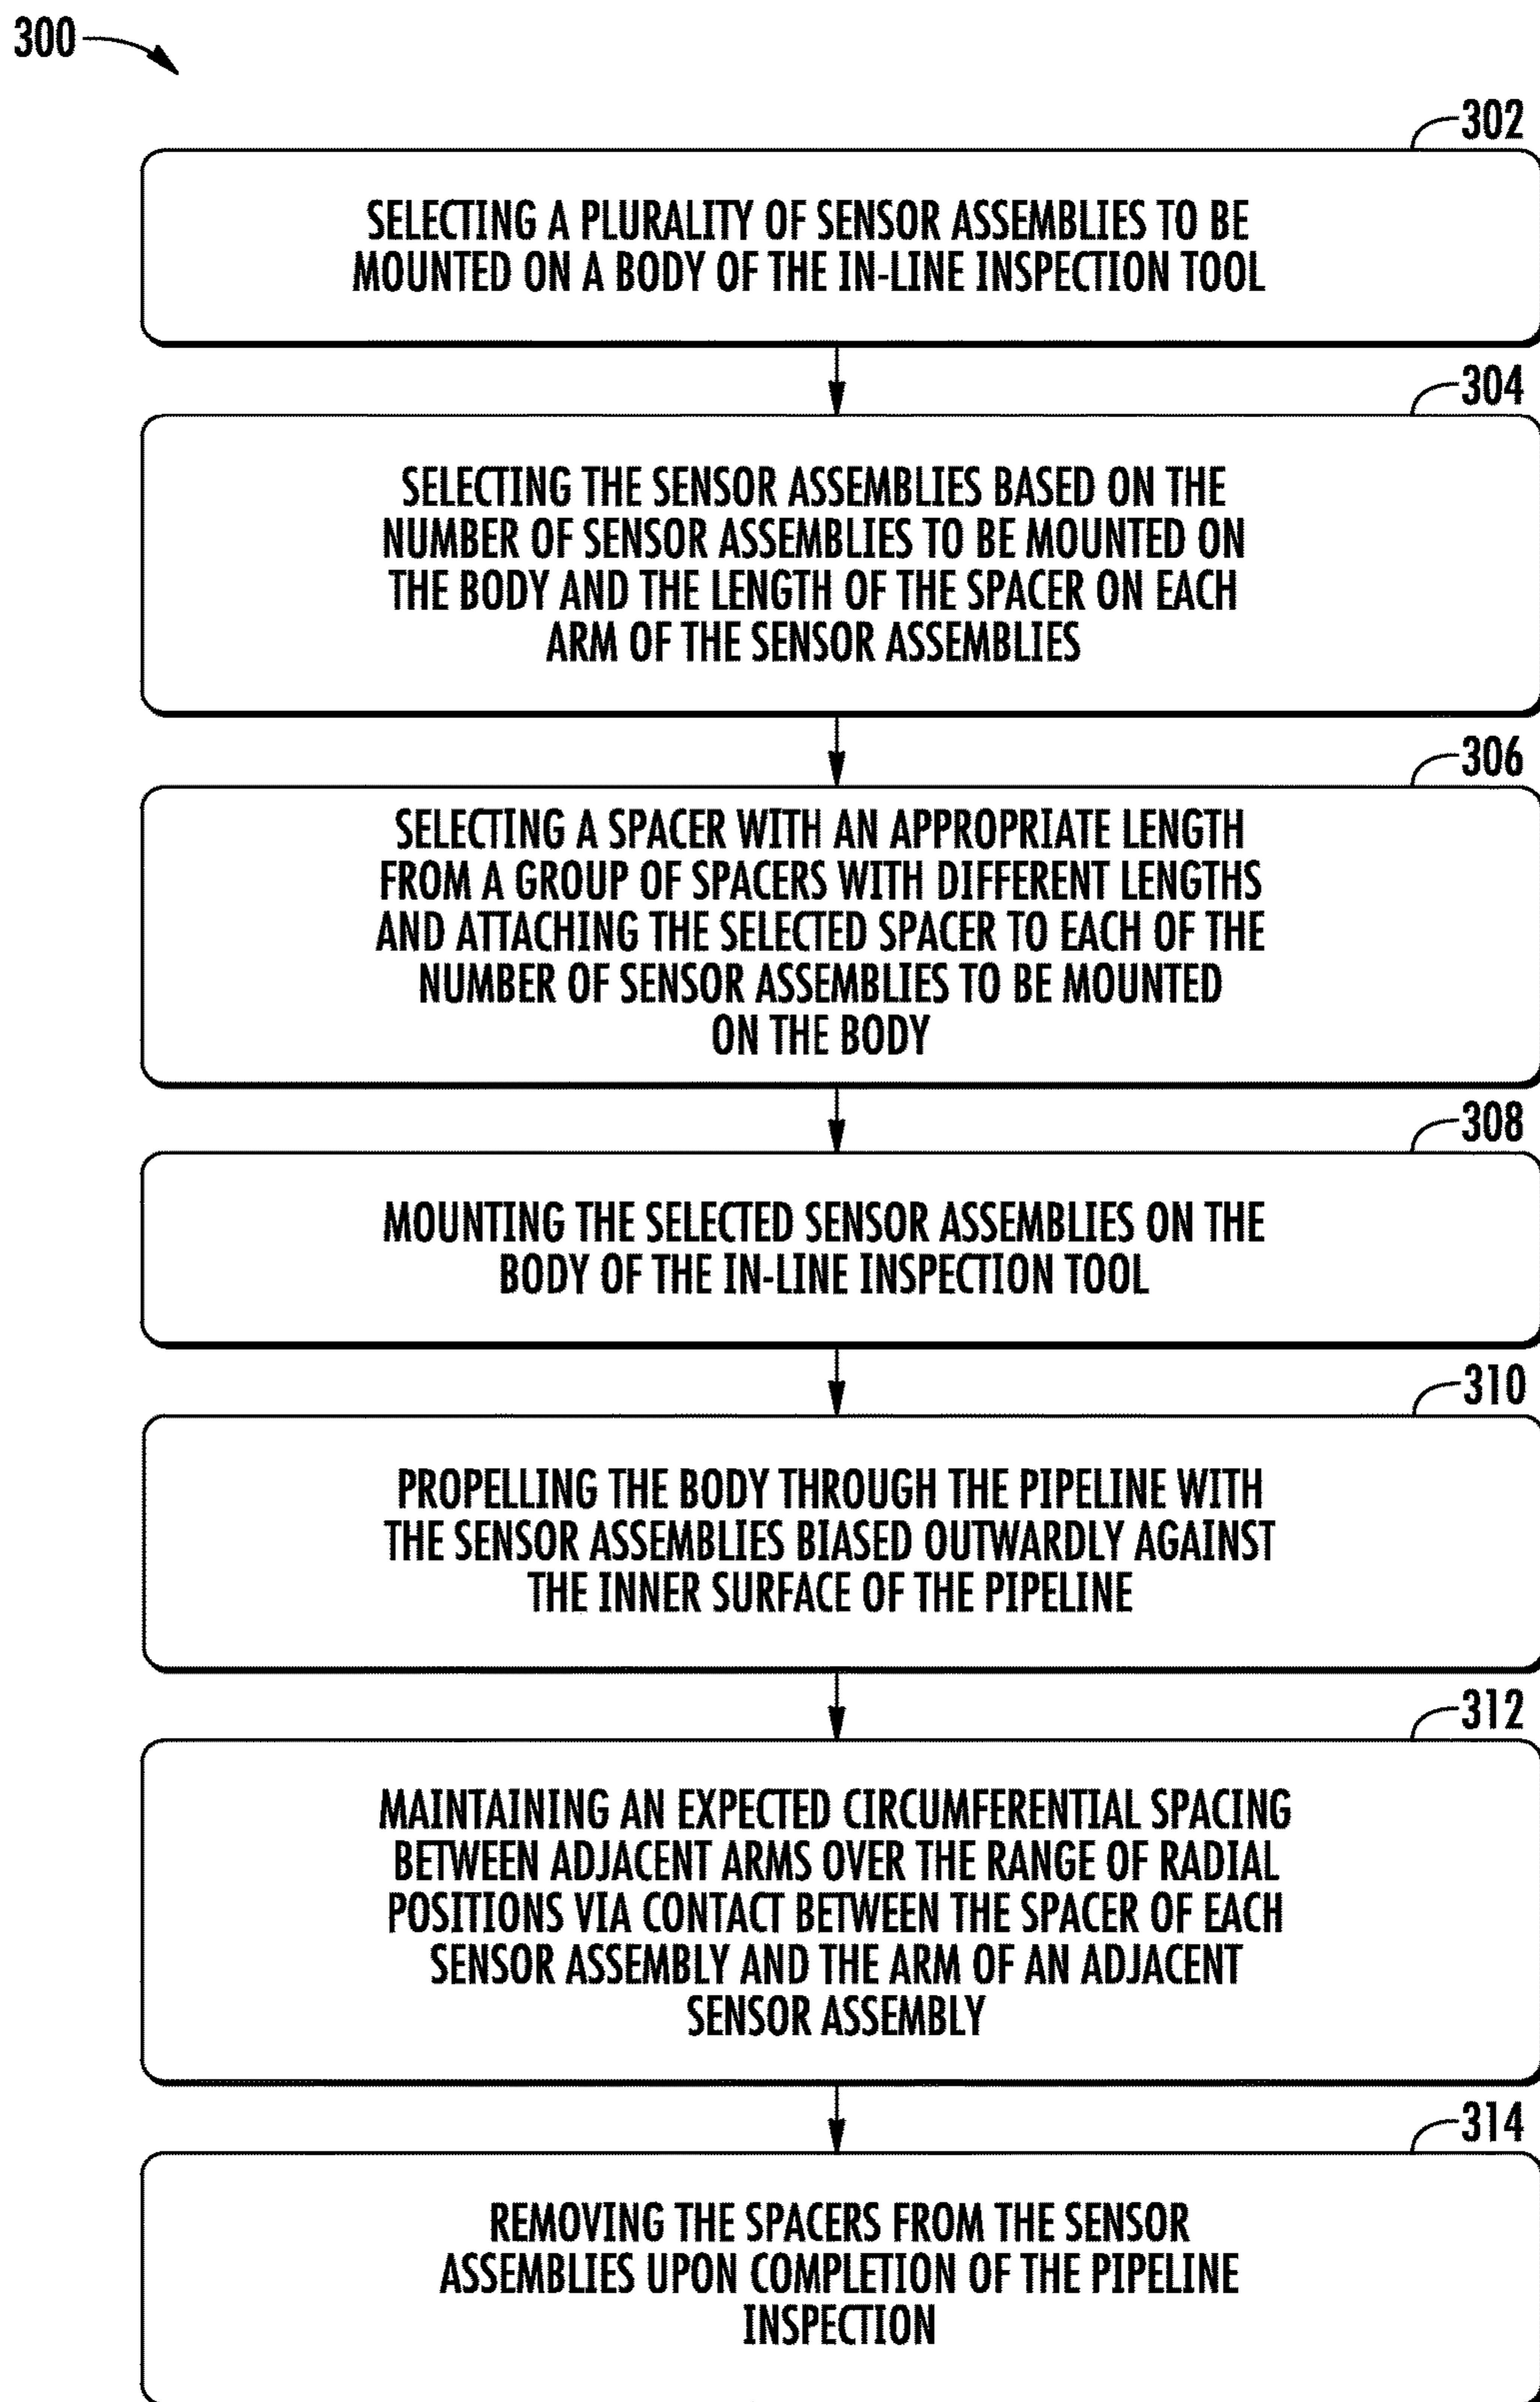 300
302
SELECTING A PLURALITY OF SENSOR ASSEMBLIES TO BE
MOUNTED ON A BODY OF THE IN-LINE INSPECTION TOOL
304
SELECTING THE SENSOR ASSEMBLIES BASED ON THE
NUMBER OF SENSOR ASSEMBLIES TO BE MOUNTED ON
THE BODY AND THE LENGTH OF THE SPACER ON EACH
ARM OF THE SENSOR ASSEMBLIES
306
SELECTING A SPACER WITH AN APPROPRIATE LENGTH
FROM A GROUP OF SPACERS WITH DIFFERENT LENGTHS
AND ATTACHING THE SELECTED SPACER TO EACH OF THE
NUMBER OF SENSOR ASSEMBLIES TO BE MOUNTED
ON THE BODY
308
MOUNTING THE SELECTED SENSOR ASSEMBLIES ON THE
BODY OF THE IN-LINE INSPECTION TOOL
310
PROPELLING THE BODY THROUGH THE PIPELINE WITH
THE SENSOR ASSEMBLIES BIASED OUTWARDLY AGAINST
THE INNER SURFACE OF THE PIPELINE
312
MAINTAINING AN EXPECTED CIRCUMFERENTIAL SPACING
BETWEEN ADJACENT ARMS OVER THE RANGE OF RADIAL
POSITIONS VIA CONTACT BETWEEN THE SPACER OF EACH
SENSOR ASSEMBLY AND THE ARM OF AN ADJACENT
SENSOR ASSEMBLY
314
REMOVING THE SPACERS FROM THE SENSOR
ASSEMBLIES UPON COMPLETION OF THE PIPELINE
INSPECTION